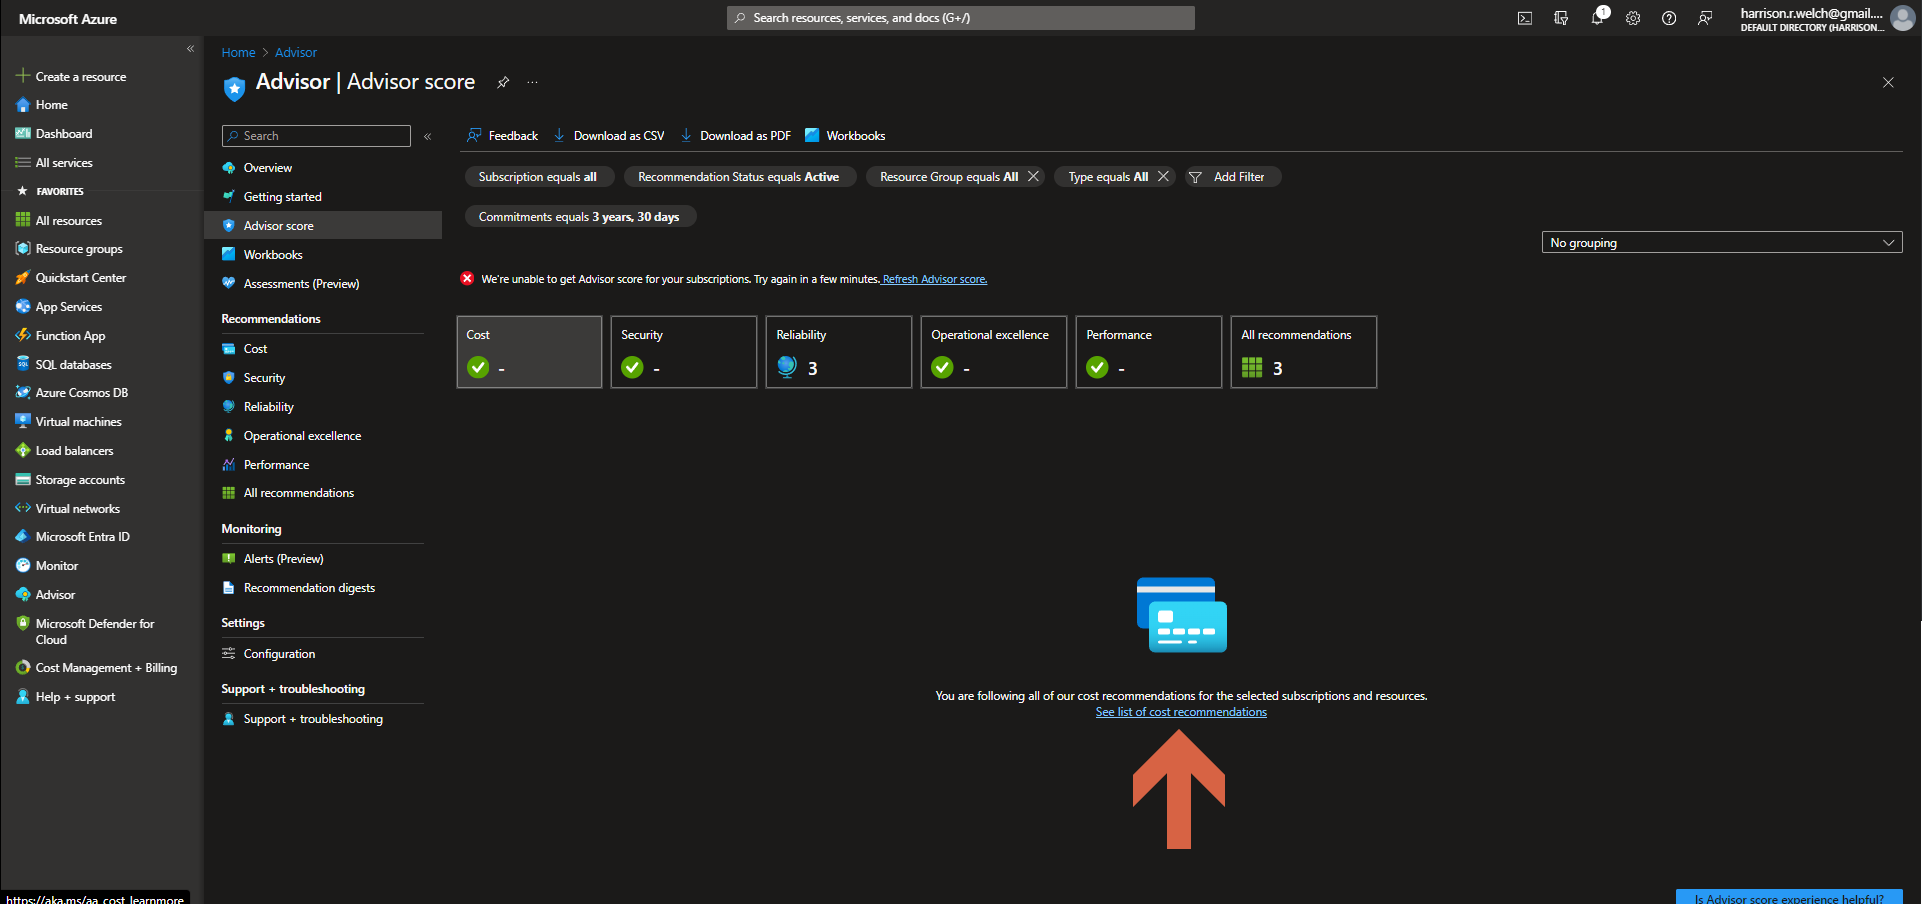 Microsoft Azure
Search resources, services, and docs (G+/)
1
harrison.r.welch@gmail....
DEFAULT DIRECTORY (HARRISON...
Create a resource
Home
Dashboard
All services
FAVORITES
All resources
Resource groups
Quickstart Center
App Services
Function App
SQL databases
Azure Cosmos DB
Virtual machines
Load balancers
Storage accounts
Virtual networks
Microsoft Entra ID
Monitor
Advisor
Microsoft Defender for
Cloud
Cost Management + Billing
Help + support
https://aka.ms/aa_cost_learnmore
Home > Advisor
Advisor | Advisor score
Search
Overview
Getting started
Advisor score
Workbooks
Assessments (Preview)
Recommendations
Cost
Security
Reliability
Operational excellence
Performance
All recommendations
Monitoring
Alerts (Preview)
Recommendation digests
Settings
Configuration
Support + troubleshooting
Support + troubleshooting
Feedback Download as CSV Download as PDF Workbooks
Subscription equals all Recommendation Status equals Active Resource Group equals All Type equals All Add Filter
Commitments equals 3 years, 30 days
No grouping
We're unable to get Advisor score for your subscriptions. Try again in a few minutes. Refresh Advisor score.
Cost
-
Security
-
Reliability
3
Operational excellence
-
Performance
-
All recommendations
3
You are following all of our cost recommendations for the selected subscriptions and resources.
See list of cost recommendations
Is Advisor score experience helpful?